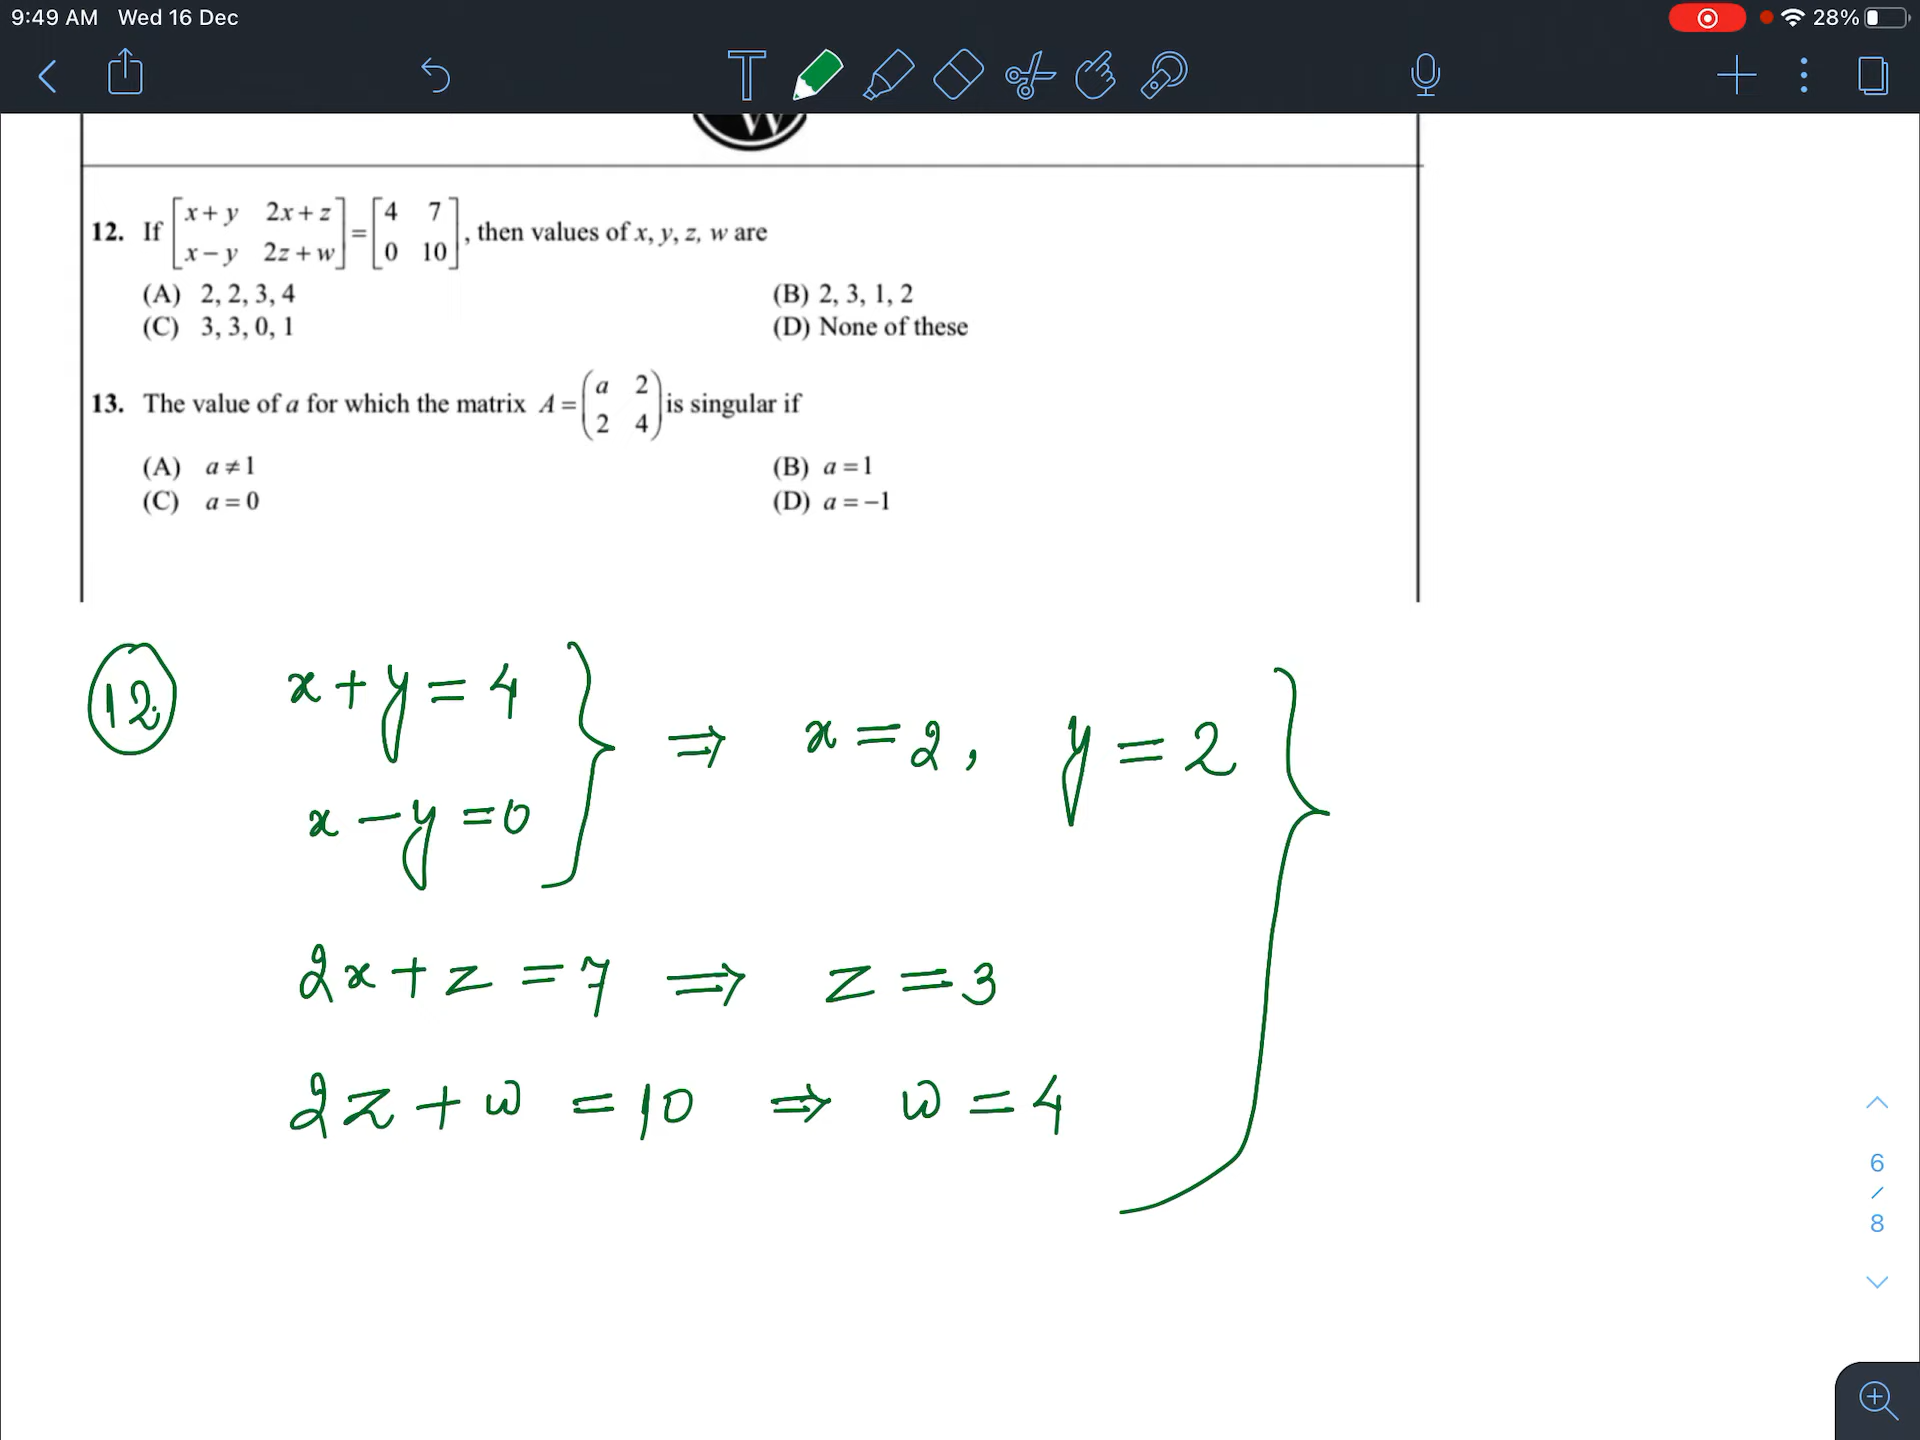 9:49 AM Wed 16 Dec 28%
T
W
12. If [x+y 2x+z] = [4 7], then values of x, y, z, w are
[x−y 2z+w] [0 10]
(A) 2, 2, 3, 4 (B) 2, 3, 1, 2
(C) 3, 3, 0, 1 (D) None of these
13. The value of a for which the matrix A = (a 2) is singular if
(2 4)
(A) a ≠ 1 (B) a = 1
(C) a = 0 (D) a = −1
12 x + y = 4
x − y = 0 } ⇒ x = 2, y = 2 }
2x + z = 7 ⇒ z = 3
2z + w = 10 ⇒ w = 4
6
/
8